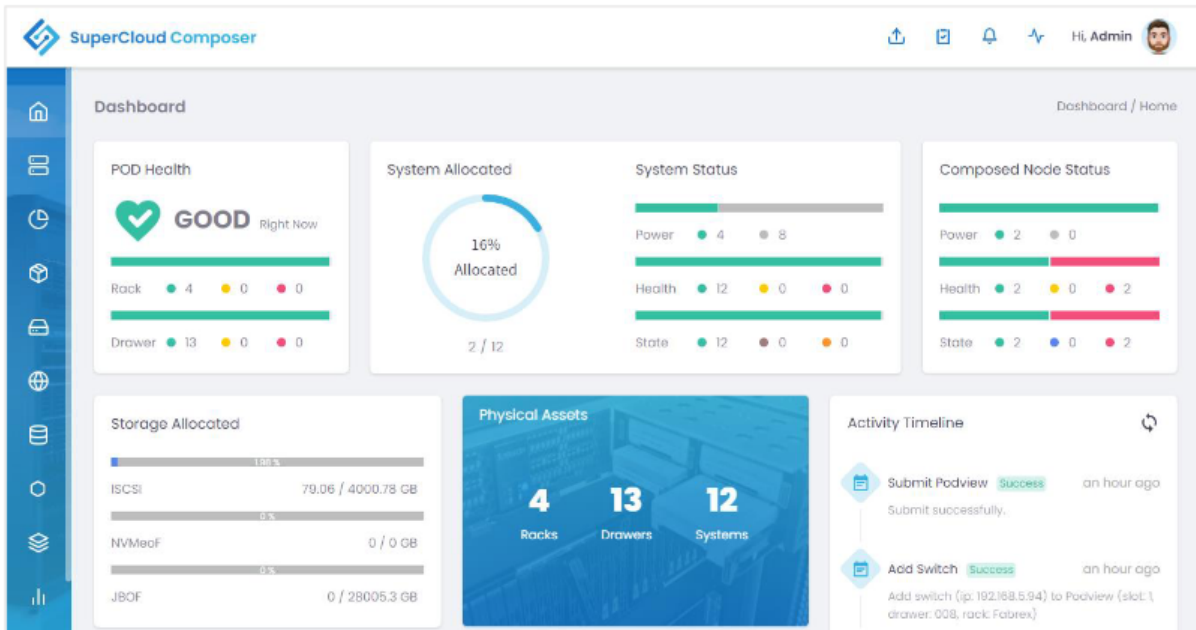 SuperCloud Composer
Hi, Admin
Dashboard
Dashboard / Home
POD Health
GOOD Right Now
Rack 4 0 0
Drawer 13 0 0
System Allocated
16%
Allocated
2 / 12
System Status
Power 4 8
Health 12 0 0
State 12 0 0
Composed Node Status
Power 2 0
Health 2 0 2
State 2 0 2
Storage Allocated
1.98 %
ISCSI 79.06 / 4000.78 GB
0 %
NVMeoF 0 / 0 GB
0 %
JBOF 0 / 28005.3 GB
Physical Assets
4 13 12
Racks Drawers Systems
Activity Timeline
Submit Podview Success an hour ago
Submit successfully.
Add Switch Success an hour ago
Add switch (ip: 192.168.5.94) to Podview (slot: 1,
drawer: 008, rack: Fabrex)